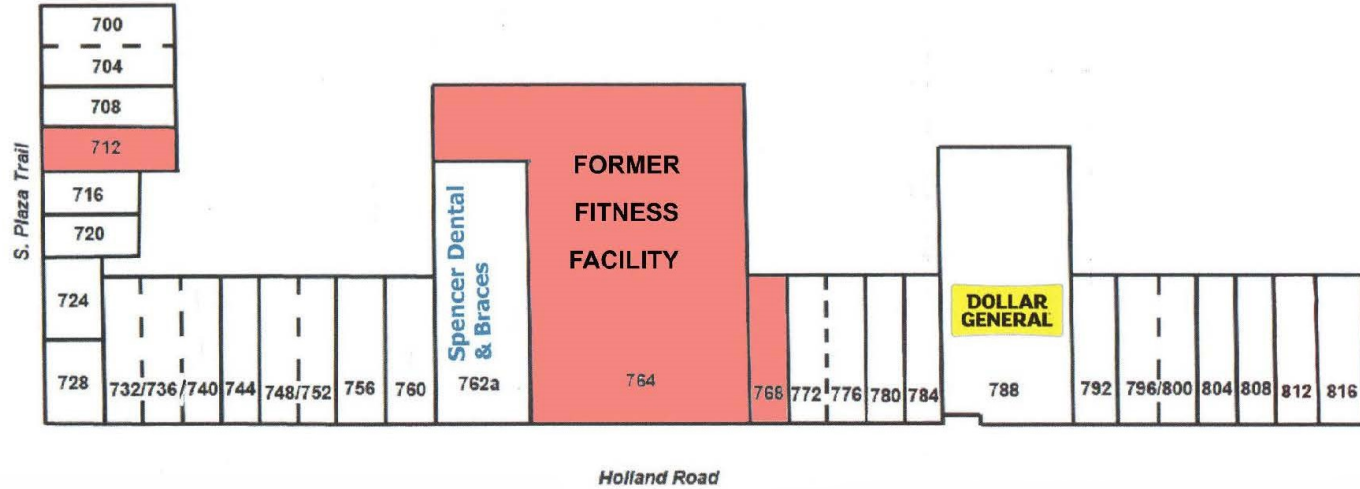 700
704
708
712
716
720
724
728
S. Plaza Trail
732/736/740
744
748/752
756
760
Spencer Dental
& Braces
762a
FORMER
FITNESS
FACILITY
764
768
772
776
780
784
DOLLAR
GENERAL
788
792
796/800
804
808
812
816
Holland Road